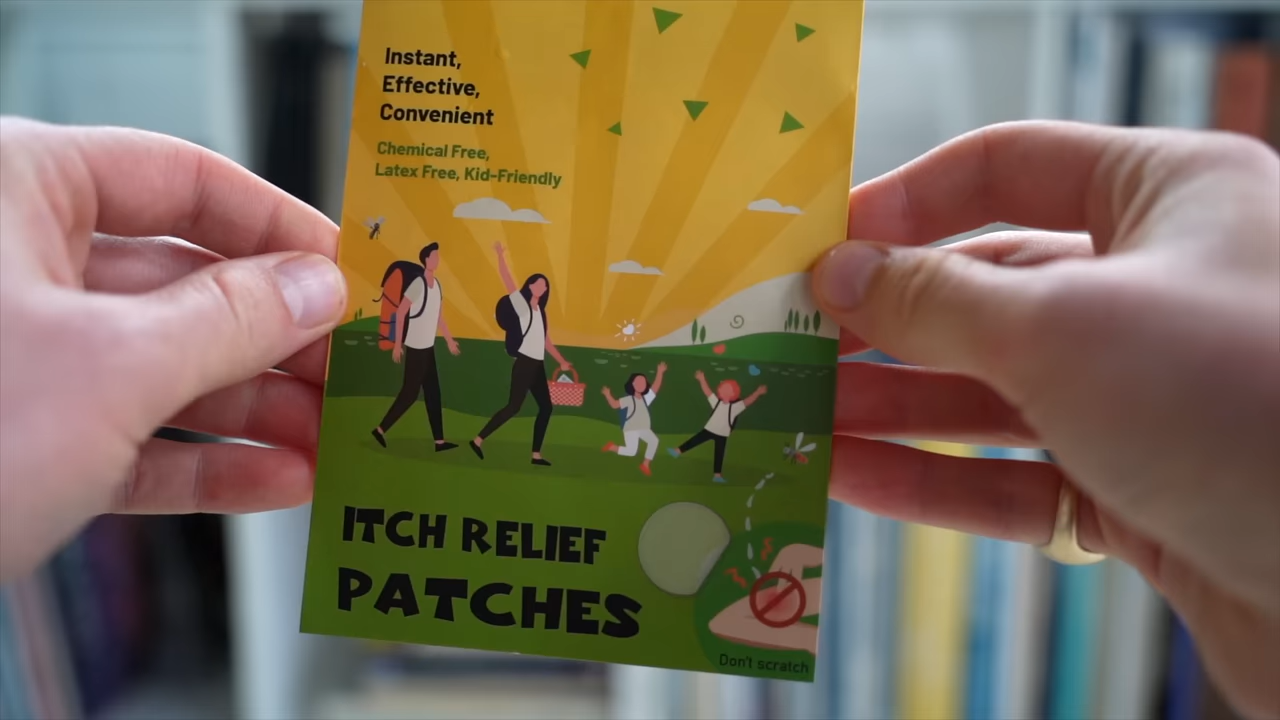 Instant,
Effective,
Convenient
Chemical Free,
Latex Free, Kid-Friendly
ITCH RELIEF
PATCHES
Don't scratch